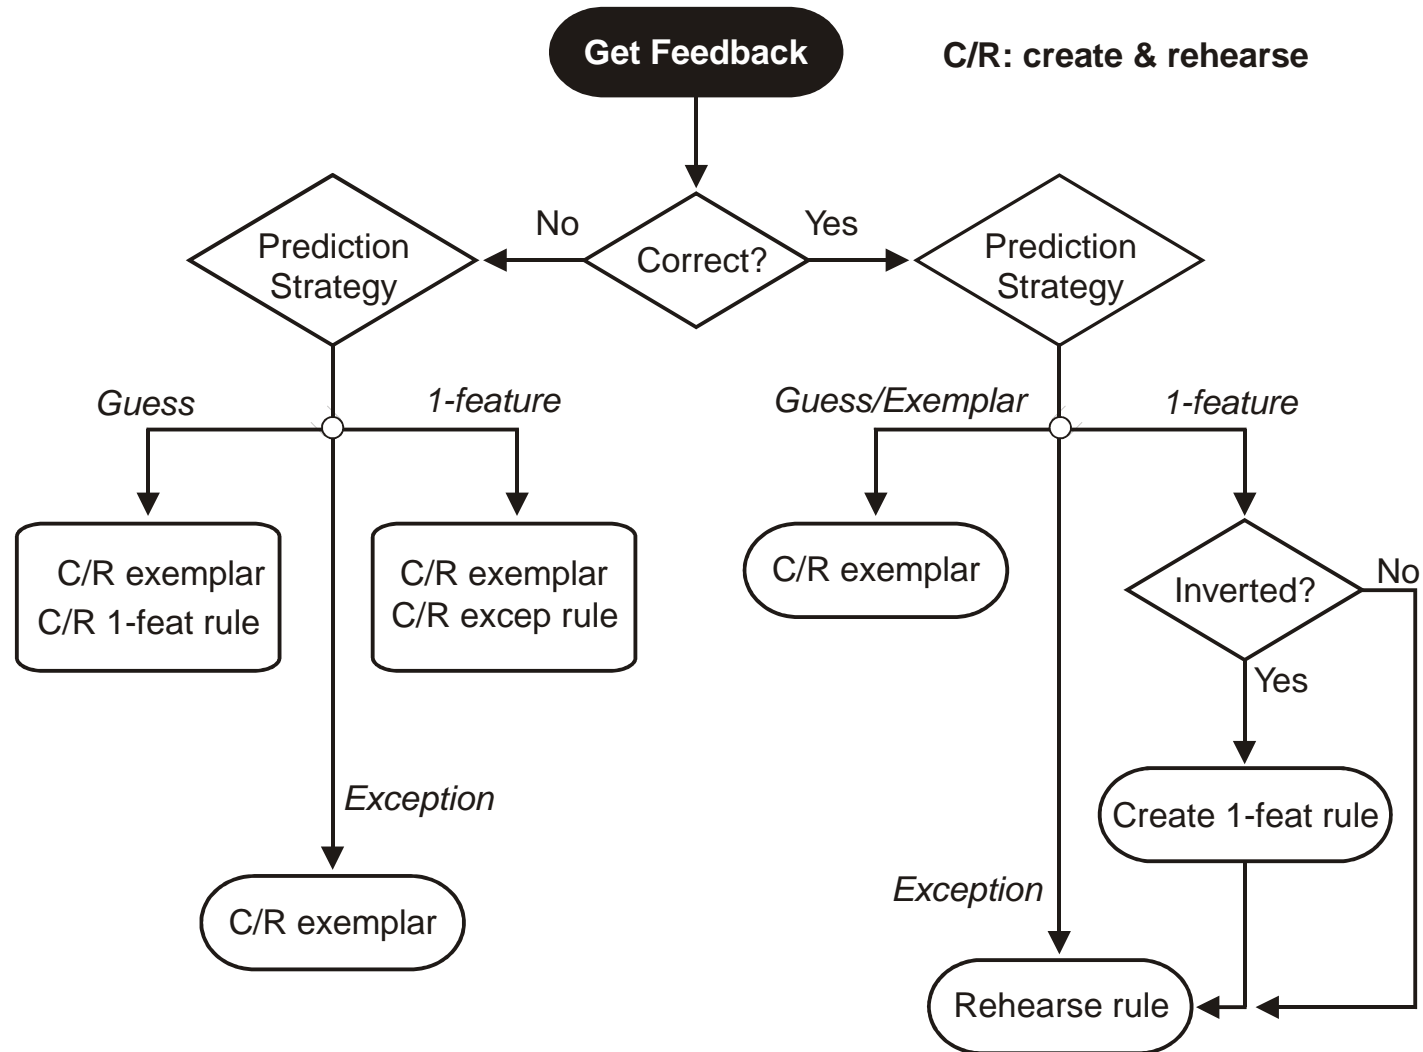 Get Feedback
C/R: create & rehearse
No
Yes
Prediction
Strategy
Correct?
Prediction
Strategy
Guess
1-feature
Guess/Exemplar
1-feature
C/R exemplar
C/R 1-feat rule
C/R exemplar
C/R excep rule
C/R exemplar
Inverted?
No
Yes
Exception
Create 1-feat rule
Exception
C/R exemplar
Rehearse rule